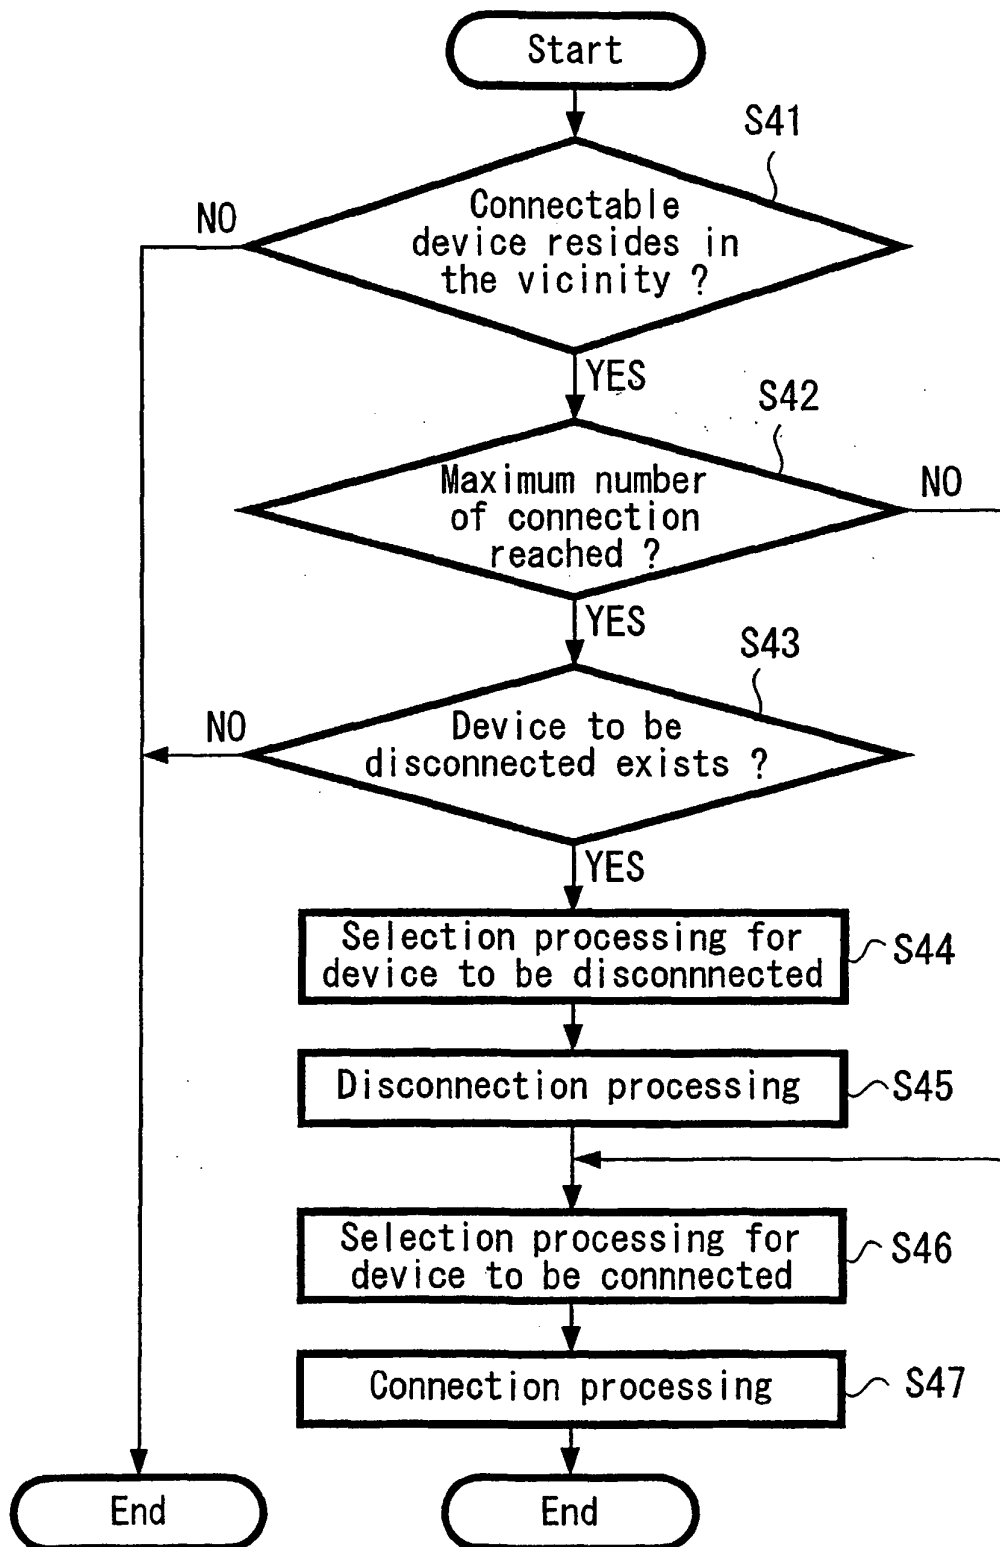 Start
S41
Connectable
device resides in
the vicinity ?
NO
YES
S42
Maximum number
of connection
reached ?
NO
YES
S43
Device to be
disconnected exists ?
NO
YES
Selection processing for
device to be disconnnected
S44
Disconnection processing
S45
Selection processing for
device to be connnected
S46
Connection processing
S47
End
End